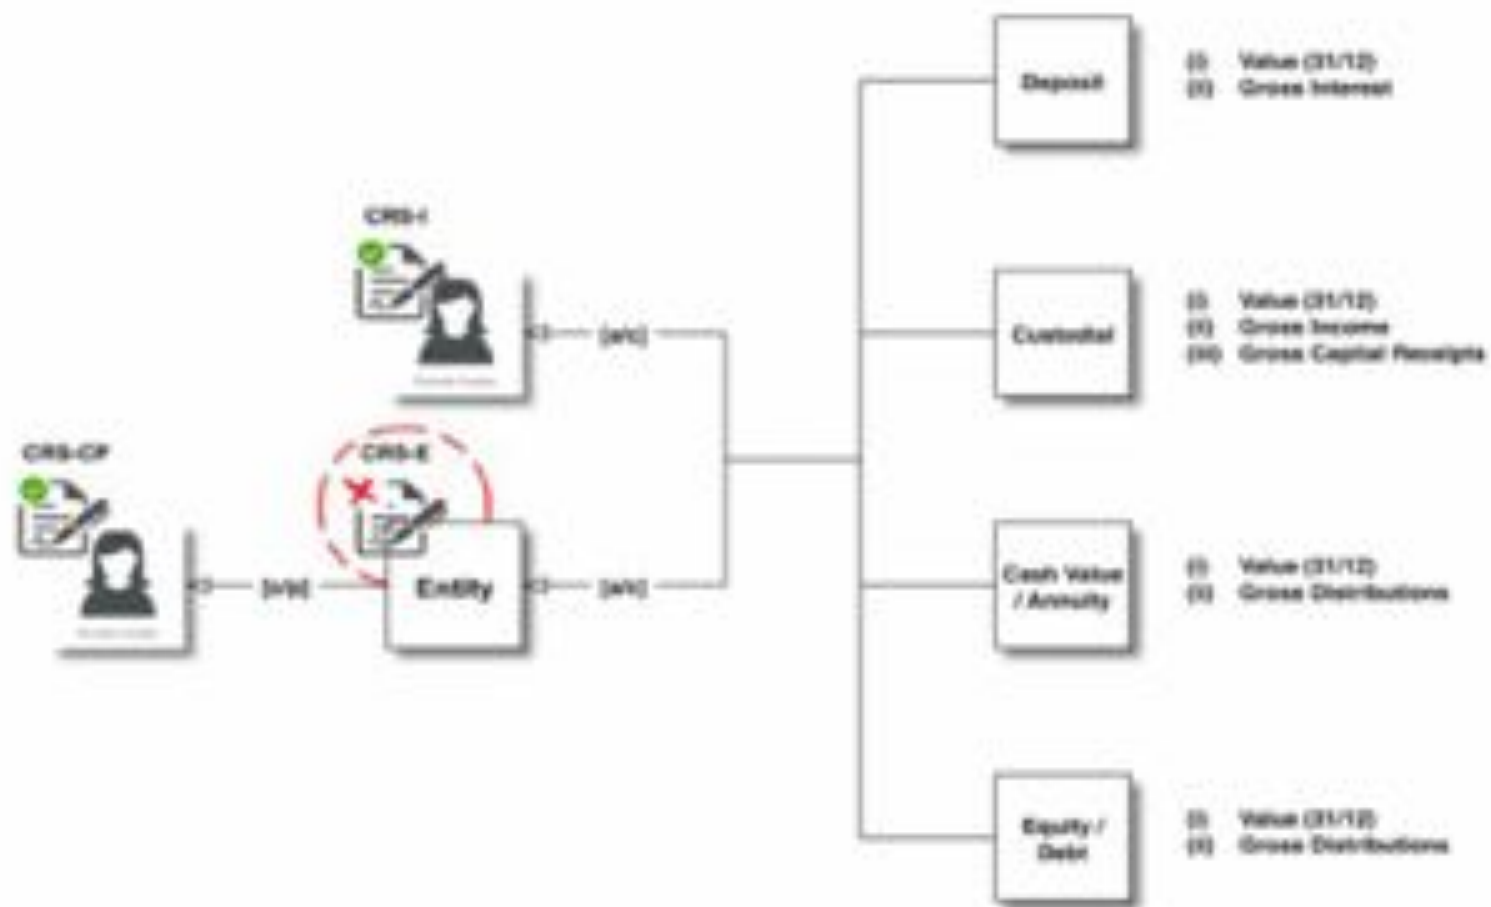 Deposit
(i) Value (31/12)
(ii) Gross Interest
CRS-I
(a/c)
Custodial
(i) Value (31/12)
(ii) Gross Income
(iii) Gross Capital Receipts
CRS-CP
CRS-E
Entity
(a/c)
Cash Value
/ Annuity
(i) Value (31/12)
(ii) Gross Distributions
Equity /
Debt
(i) Value (31/12)
(ii) Gross Distributions